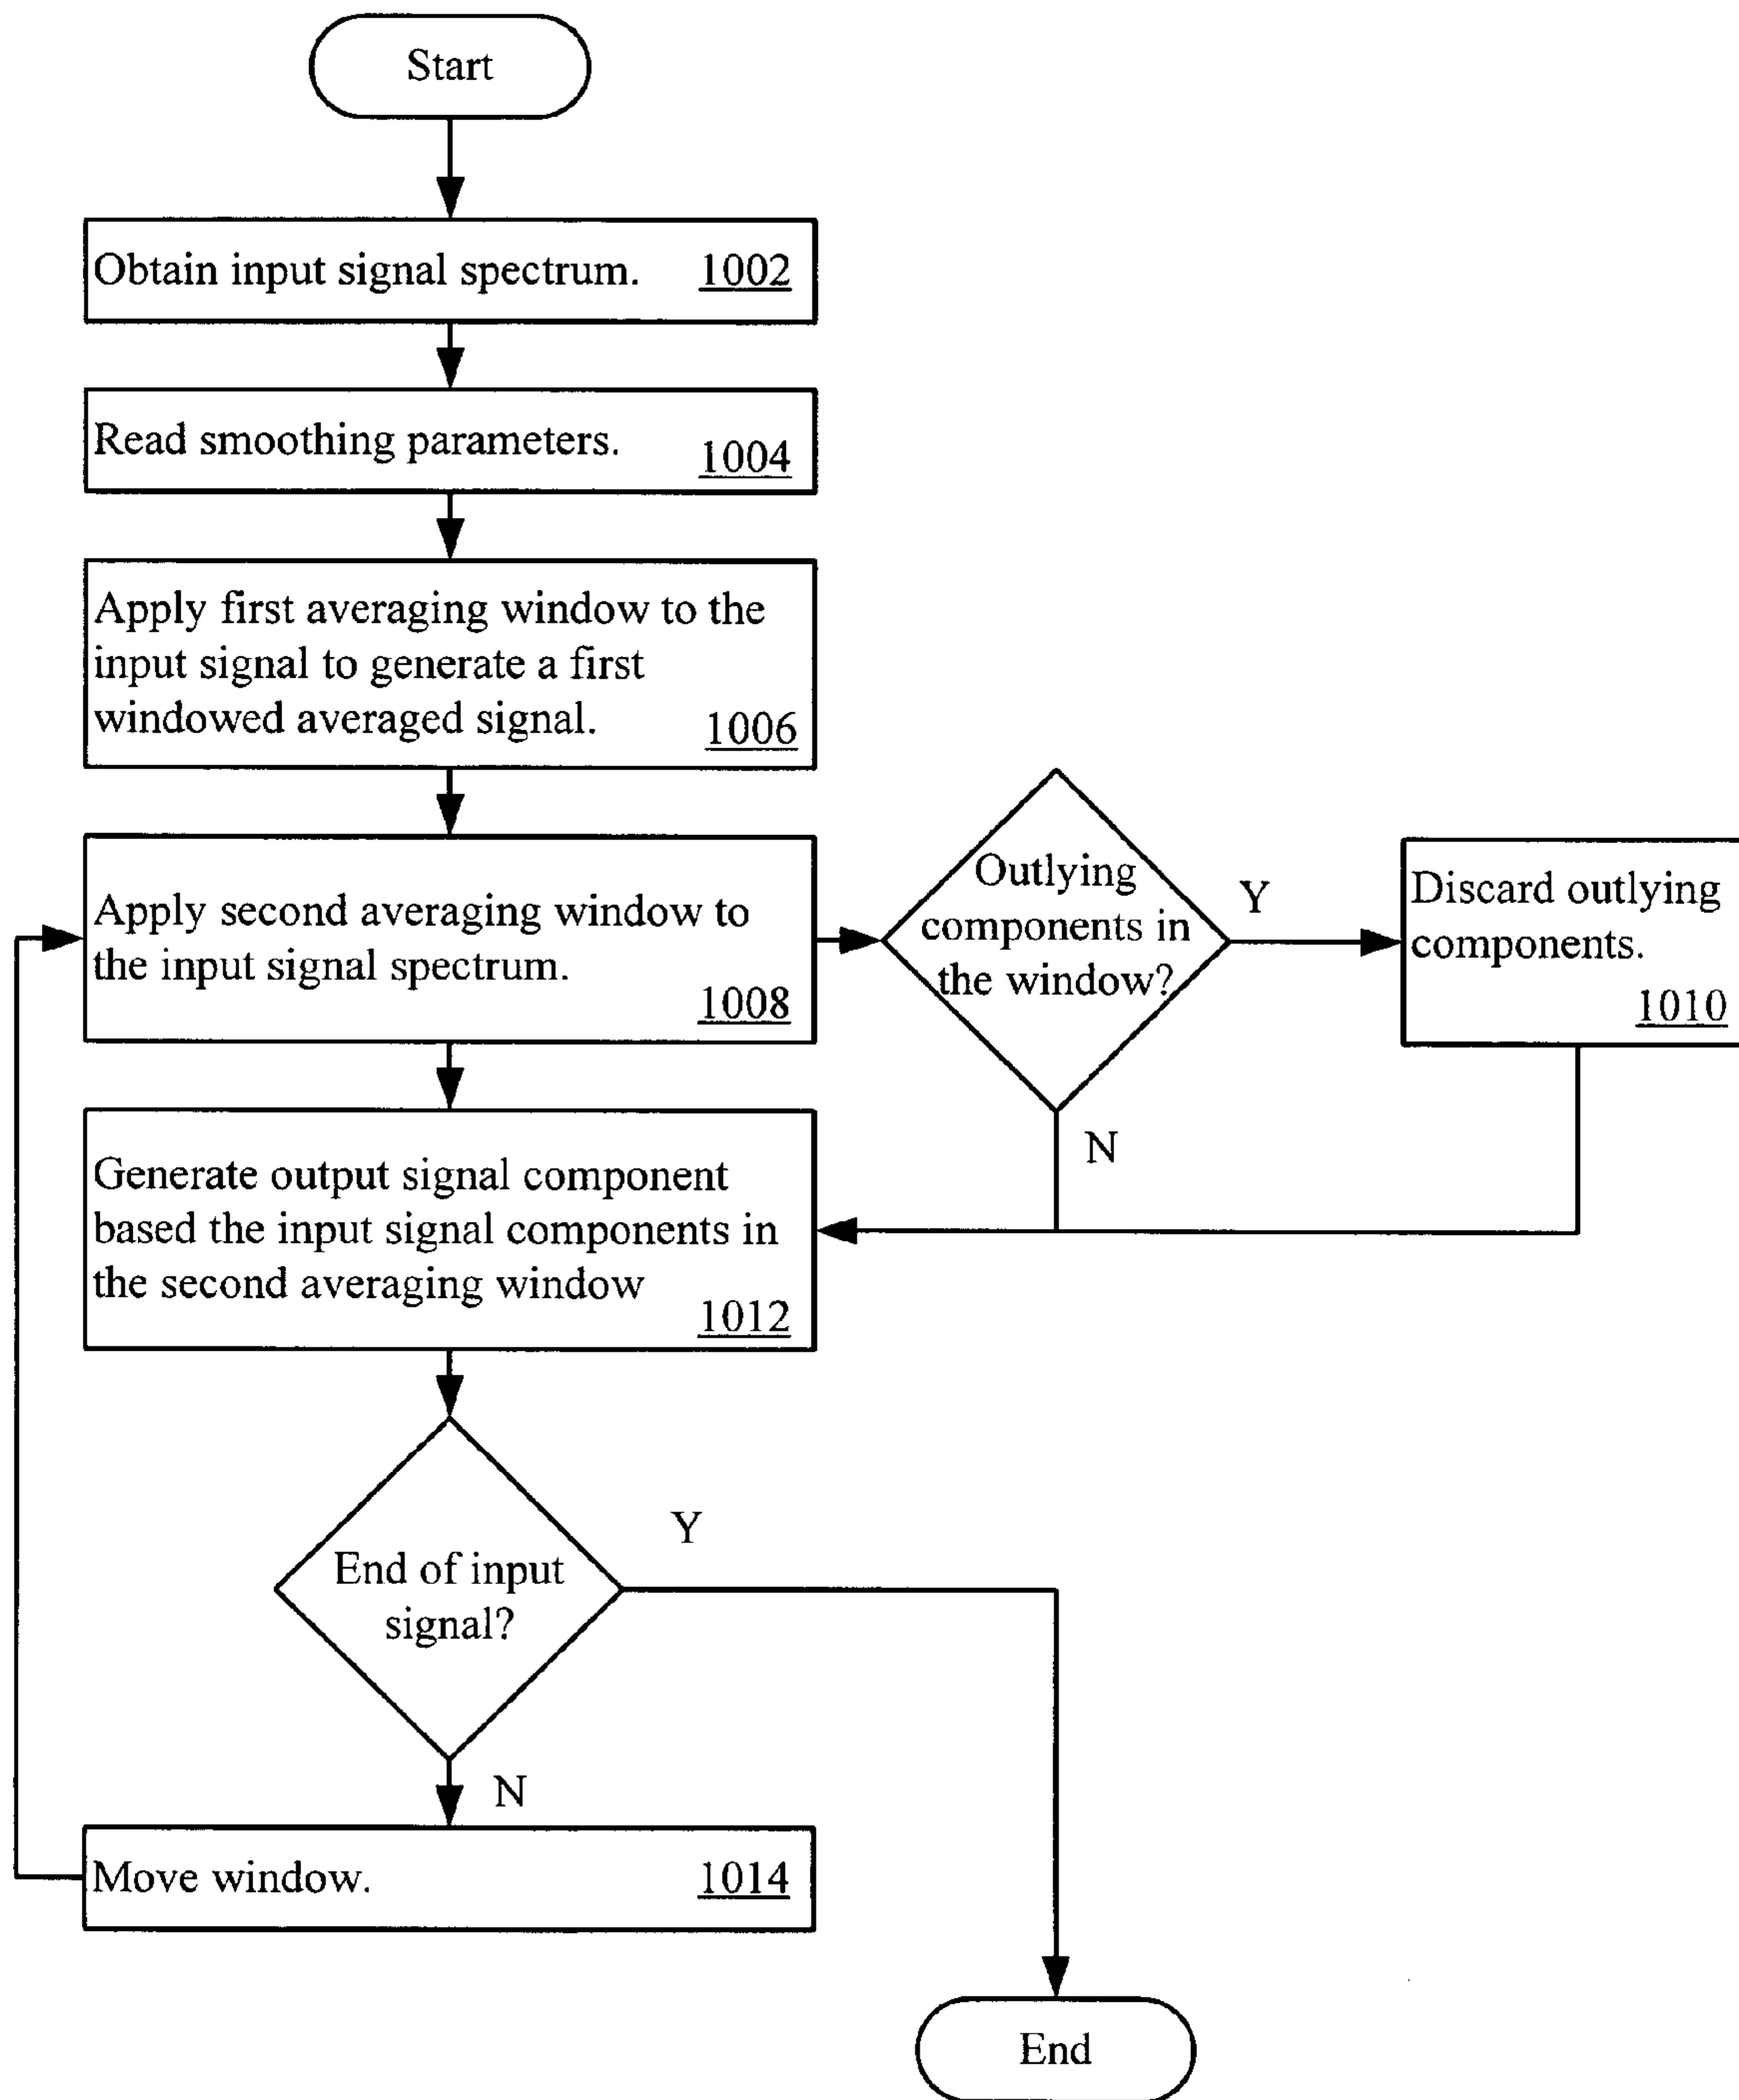 Start
Obtain input signal spectrum. 1002
Read smoothing parameters. 1004
Apply first averaging window to the
input signal to generate a first
windowed averaged signal. 1006
Apply second averaging window to
the input signal spectrum.
1008
Outlying
components in
the window?
Y
N
Discard outlying
components.
1010
Generate output signal component
based the input signal components in
the second averaging window
1012
End of input
signal?
Y
N
Move window. 1014
End